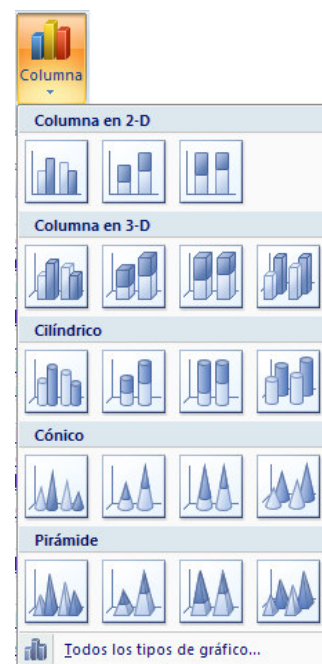 Columna
Columna en 2-D
Columna en 3-D
Cilíndrico
Cónico
Pirámide
Todos los tipos de gráfico...